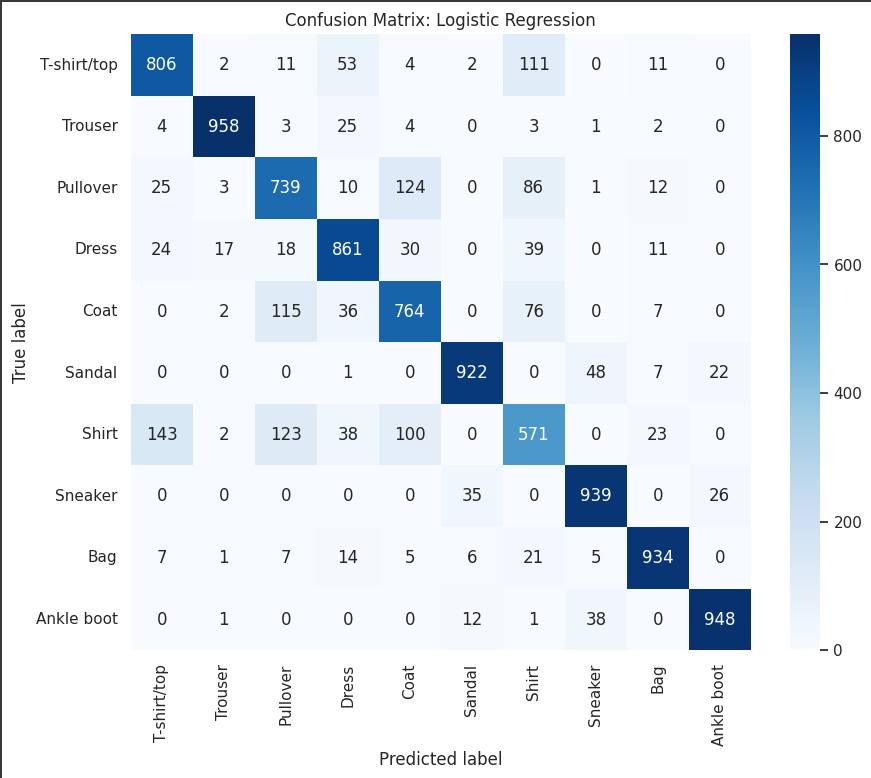 Confusion Matrix: Logistic Regression
T-shirt/top 806 2 11 53 4 2 111 0 11 0
Trouser 4 958 3 25 4 0 3 1 2 0
Pullover 25 3 739 10 124 0 86 1 12 0
Dress 24 17 18 861 30 0 39 0 11 0
Coat 0 2 115 36 764 0 76 0 7 0
Sandal 0 0 0 1 0 922 0 48 7 22
Shirt 143 2 123 38 100 0 571 0 23 0
Sneaker 0 0 0 0 0 35 0 939 0 26
Bag 7 1 7 14 5 6 21 5 934 0
Ankle boot 0 1 0 0 0 12 1 38 0 948
True label
T-shirt/top Trouser Pullover Dress Coat Sandal Shirt Sneaker Bag Ankle boot
Predicted label
800
600
400
200
0